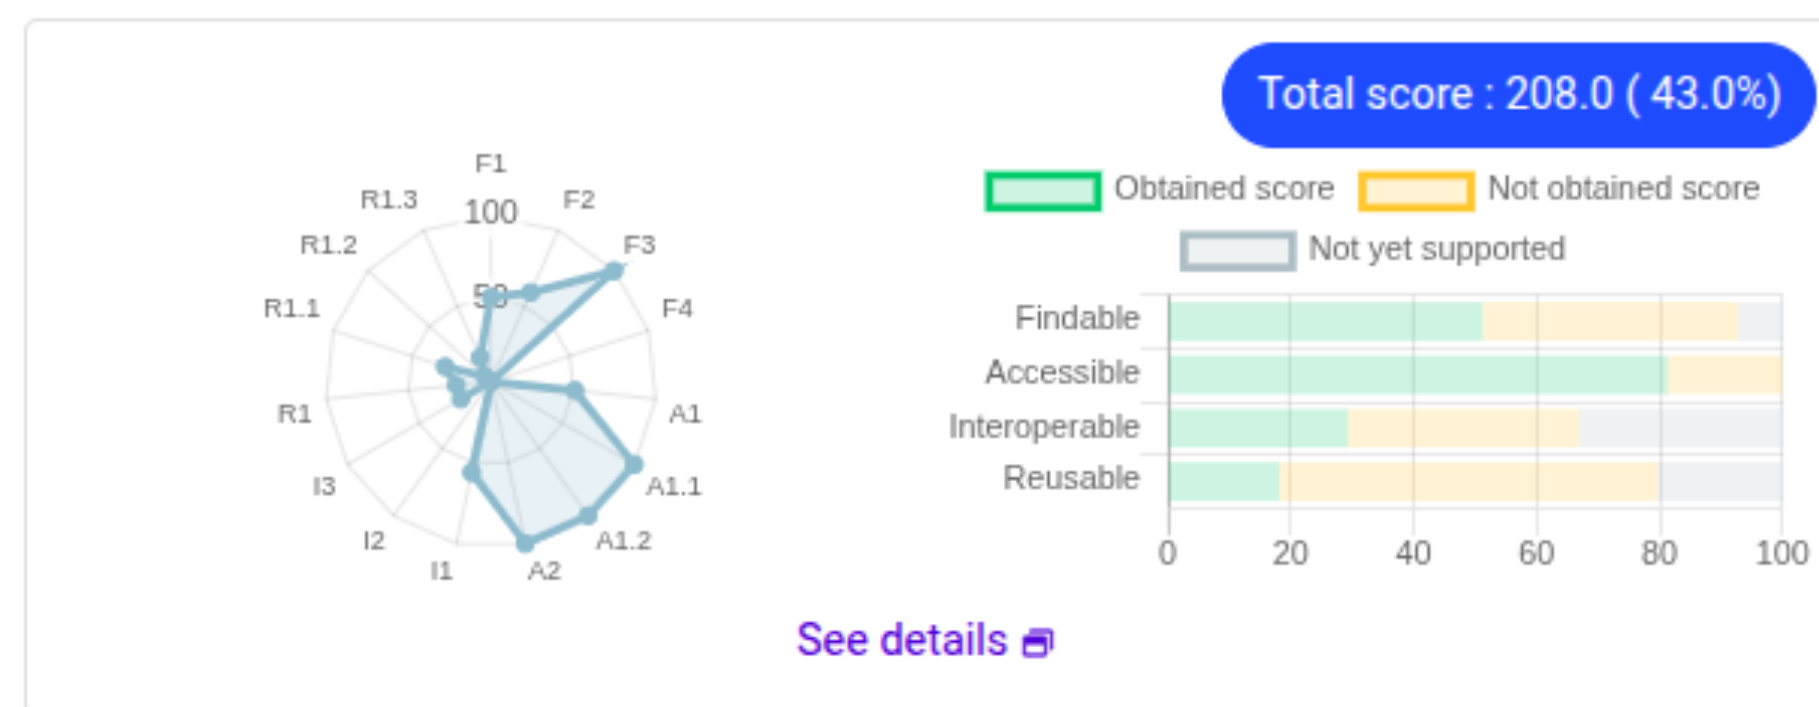 Total score : 208.0 ( 43.0%)
Obtained score Not obtained score
Not yet supported
F1
F2
F3
F4
A1
A1.1
A1.2
A2
I1
I2
I3
R1
R1.1
R1.2
R1.3
100
50
Findable
Accessible
Interoperable
Reusable
0 20 40 60 80 100
See details